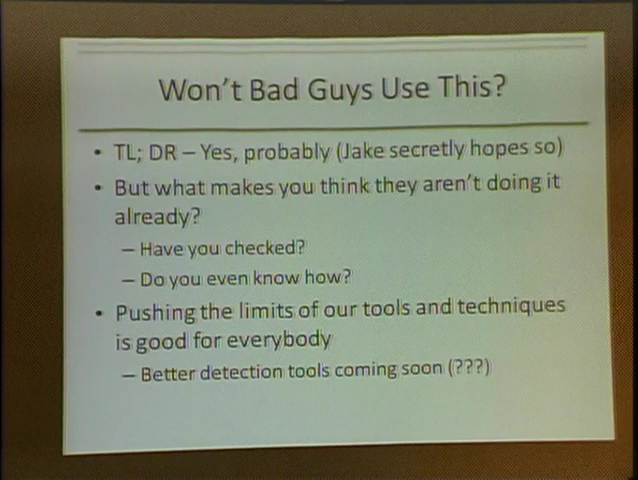 Won't Bad Guys Use This?
• TL; DR – Yes, probably (Jake secretly hopes so)
• But what makes you think they aren't doing it
already?
– Have you checked?
– Do you even know how?
• Pushing the limits of our tools and techniques
is good for everybody
– Better detection tools coming soon (???)